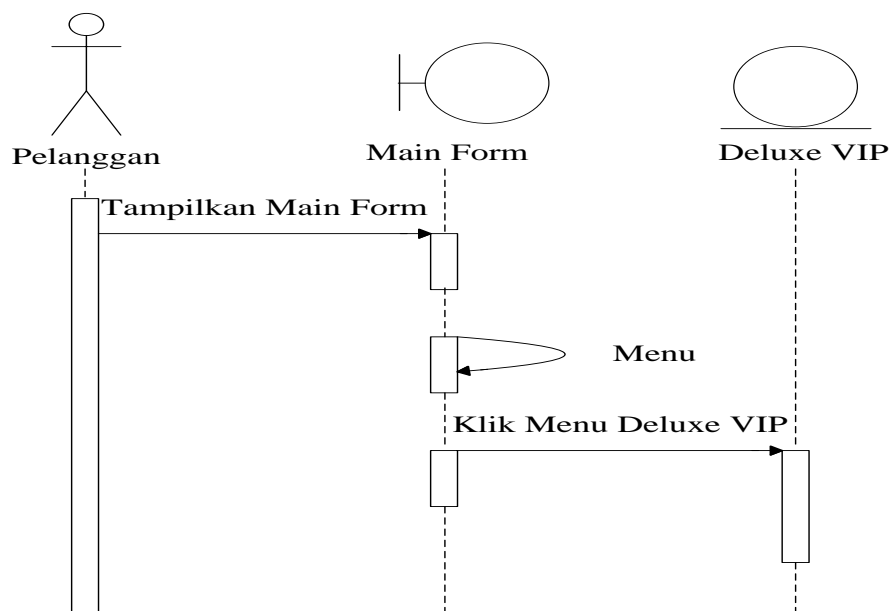 Pelanggan
Main Form
Deluxe VIP
Tampilkan Main Form
Menu
Klik Menu Deluxe VIP